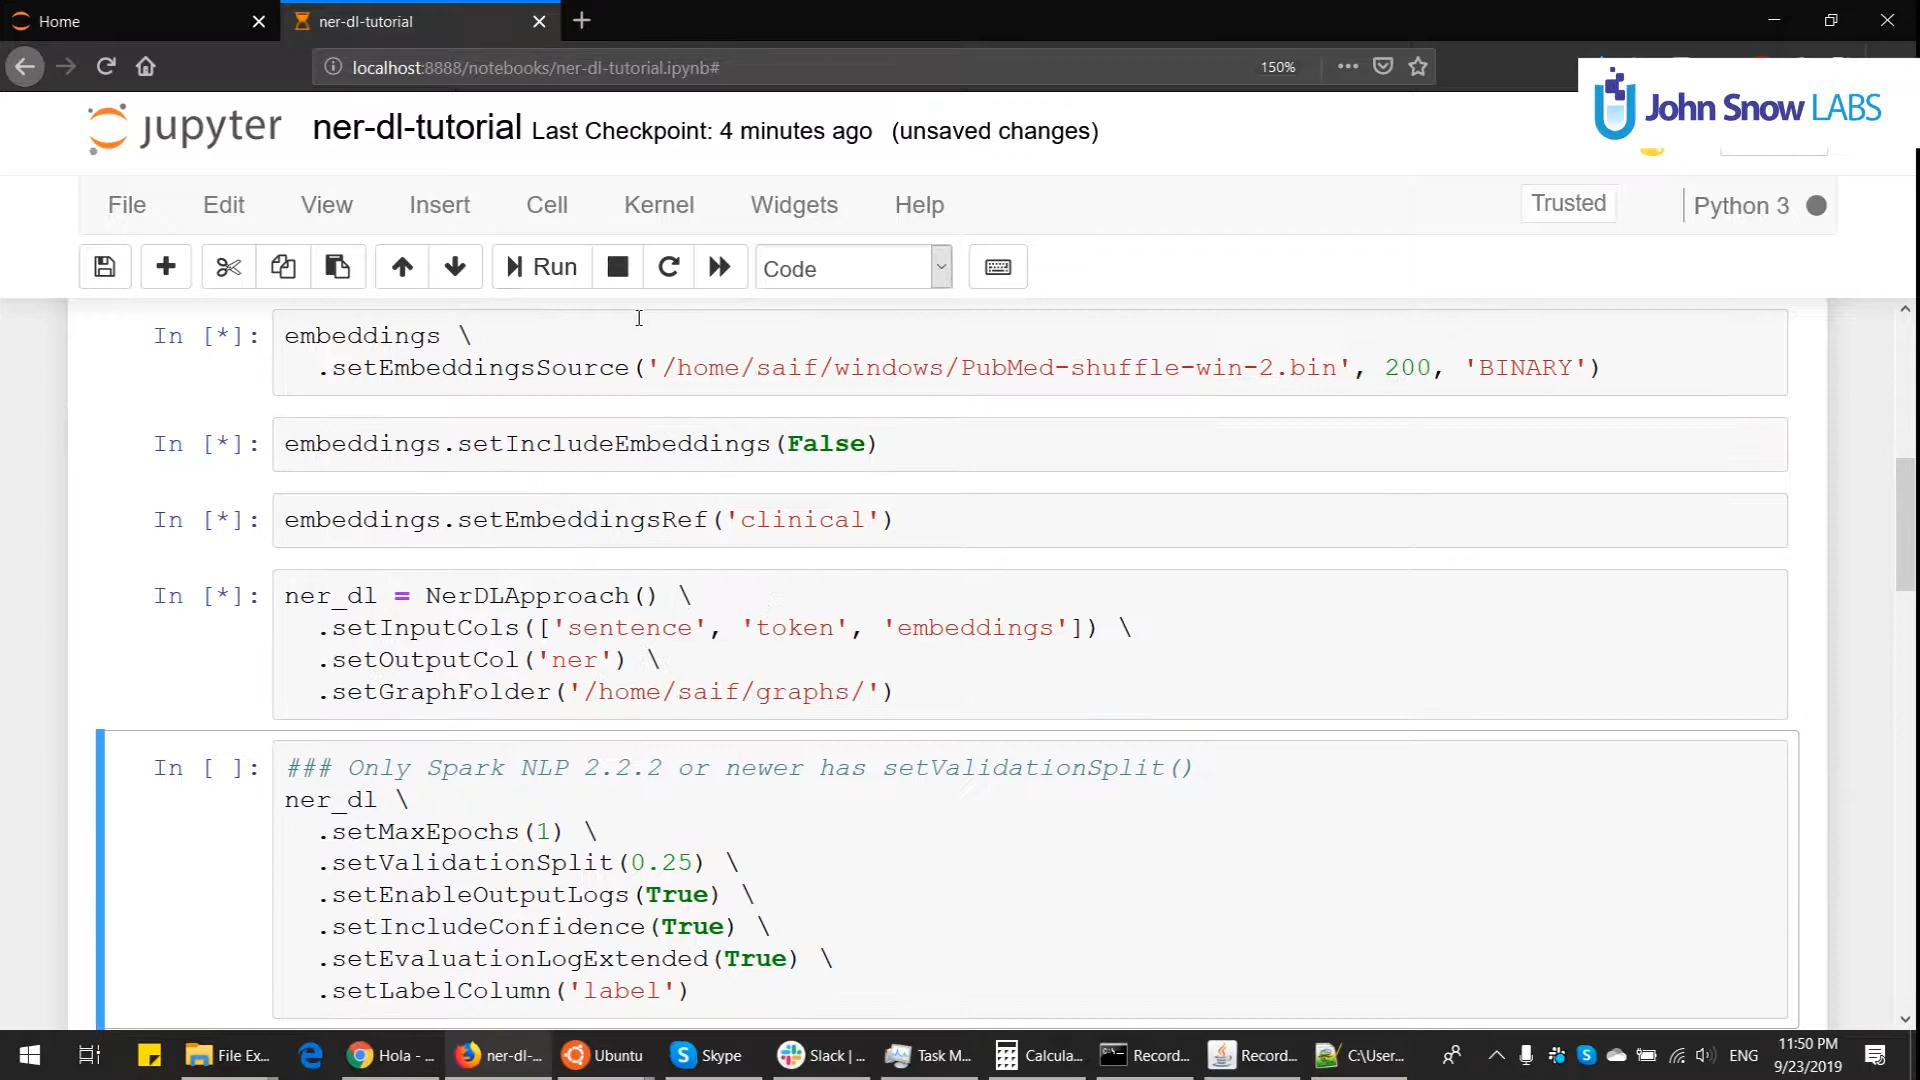 Home
ner-dl-tutorial
localhost:8888/notebooks/ner-dl-tutorial.ipynb#
150%
John Snow LABS
jupyter
ner-dl-tutorial Last Checkpoint: 4 minutes ago (unsaved changes)
File Edit View Insert Cell Kernel Widgets Help
Trusted
Python 3
Run
Code
In [*]:
embeddings \
.setEmbeddingsSource('/home/saif/windows/PubMed-shuffle-win-2.bin', 200, 'BINARY')
In [*]:
embeddings.setIncludeEmbeddings(False)
In [*]:
embeddings.setEmbeddingsRef('clinical')
In [*]:
ner_dl = NerDLApproach() \
.setInputCols(['sentence', 'token', 'embeddings']) \
.setOutputCol('ner') \
.setGraphFolder('/home/saif/graphs/')
In [ ]:
### Only Spark NLP 2.2.2 or newer has setValidationSplit()
ner_dl \
.setMaxEpochs(1) \
.setValidationSplit(0.25) \
.setEnableOutputLogs(True) \
.setIncludeConfidence(True) \
.setEvaluationLogExtended(True) \
.setLabelColumn('label')
File Ex...
Hola - ...
ner-dl-...
Ubuntu
Skype
Slack | ...
Task M...
Calcula...
Record...
Record...
C:\User...
ENG
11:50 PM
9/23/2019